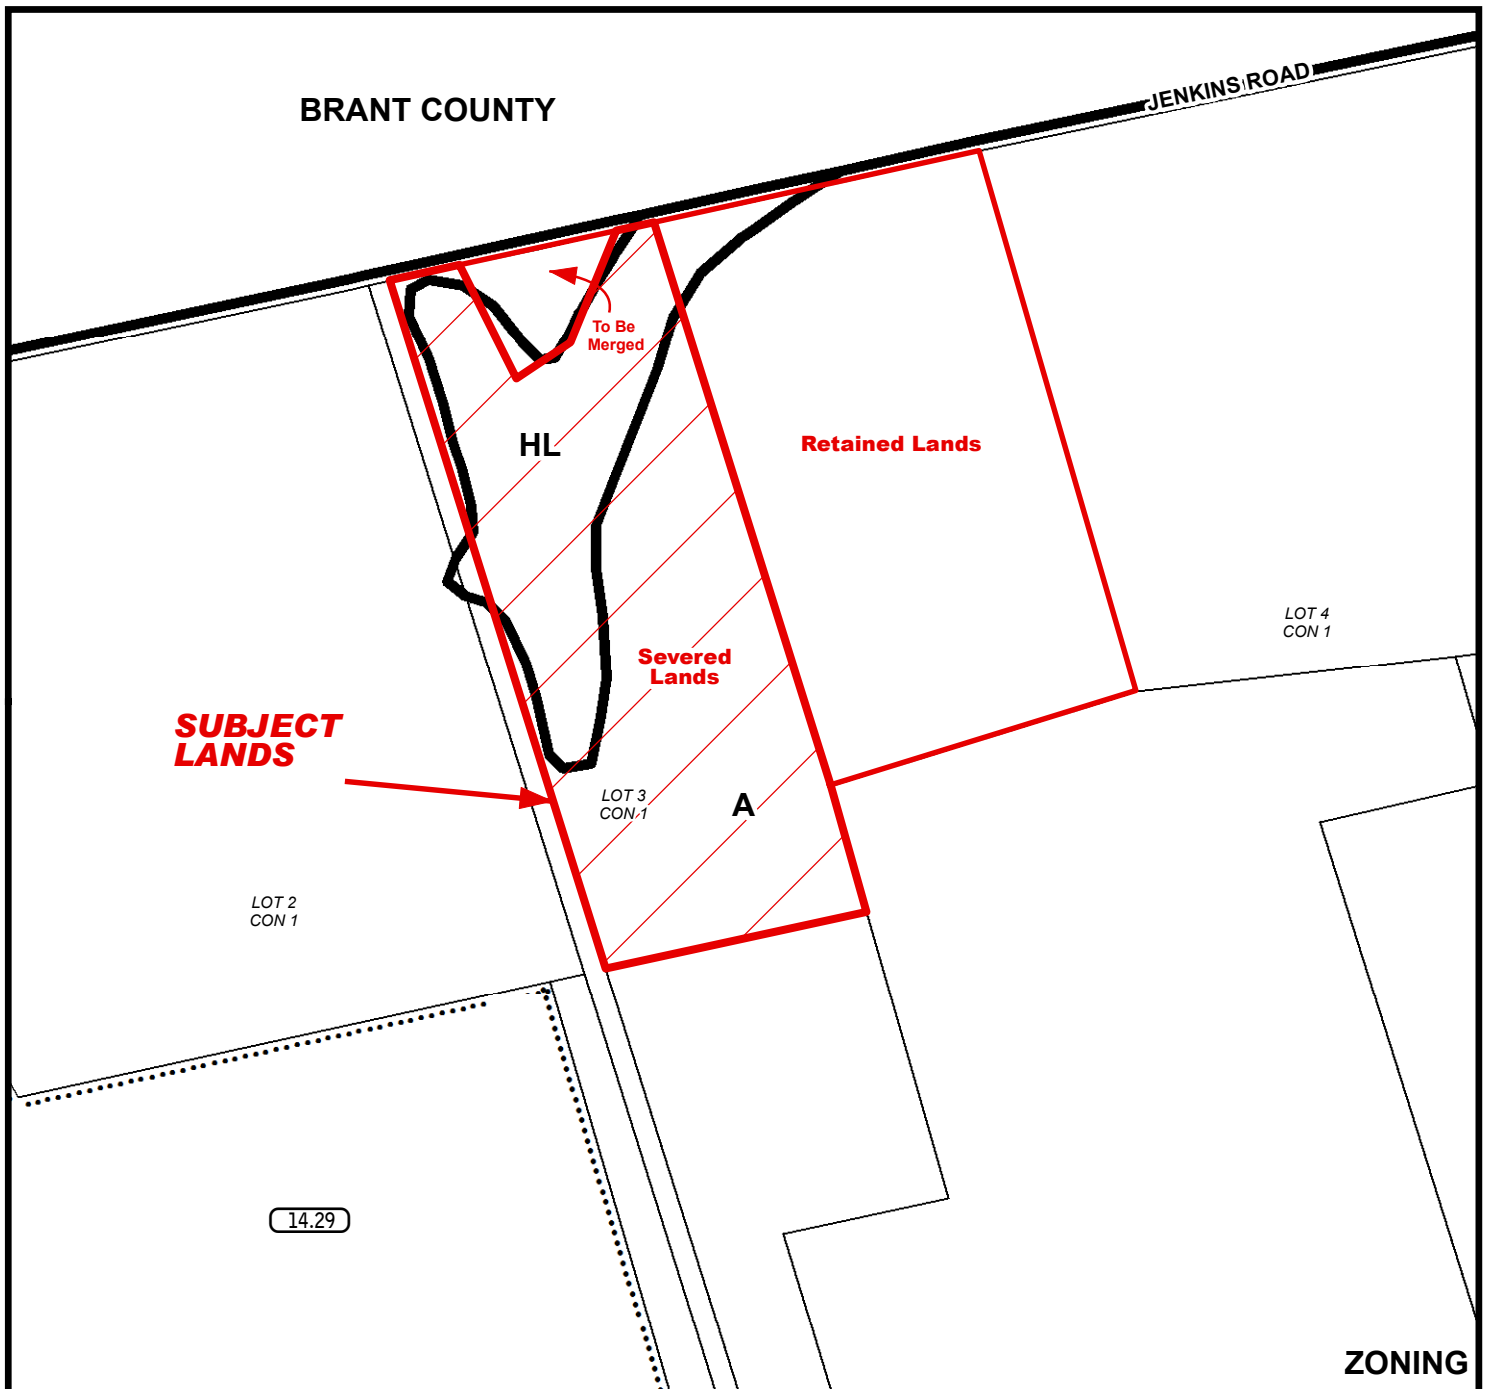 BRANT COUNTY
JENKINS ROAD
To Be
Merged
HL
Retained Lands
LOT 4
CON 1
Severed
Lands
SUBJECT
LANDS
LOT 3
CON 1
A
LOT 2
CON 1
14.29
ZONING